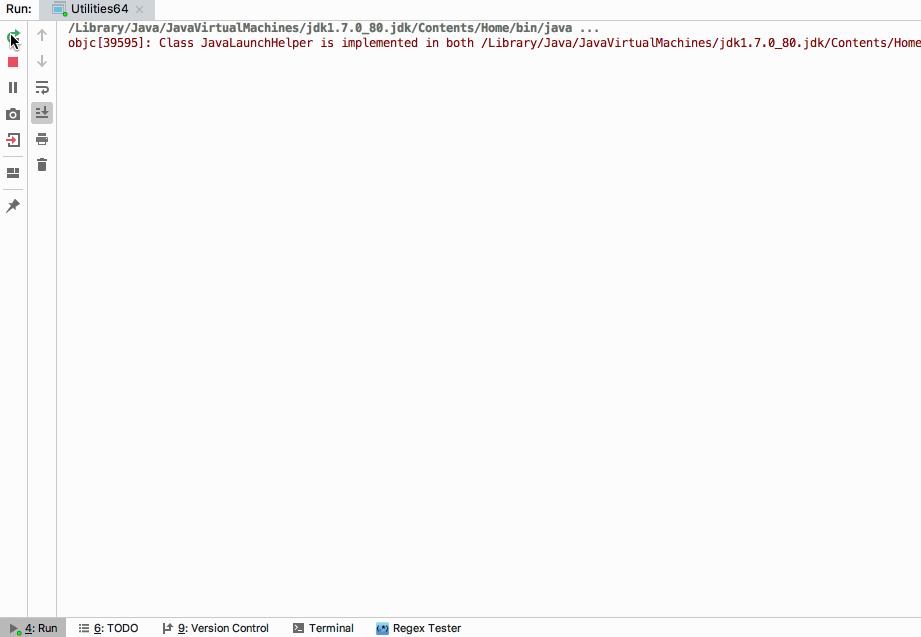 Run: Utilities64
/Library/Java/JavaVirtualMachines/jdk1.7.0_80.jdk/Contents/Home/bin/java ...
objc[39595]: Class JavaLaunchHelper is implemented in both /Library/Java/JavaVirtualMachines/jdk1.7.0_80.jdk/Contents/Home
4: Run 6: TODO 9: Version Control Terminal Regex Tester